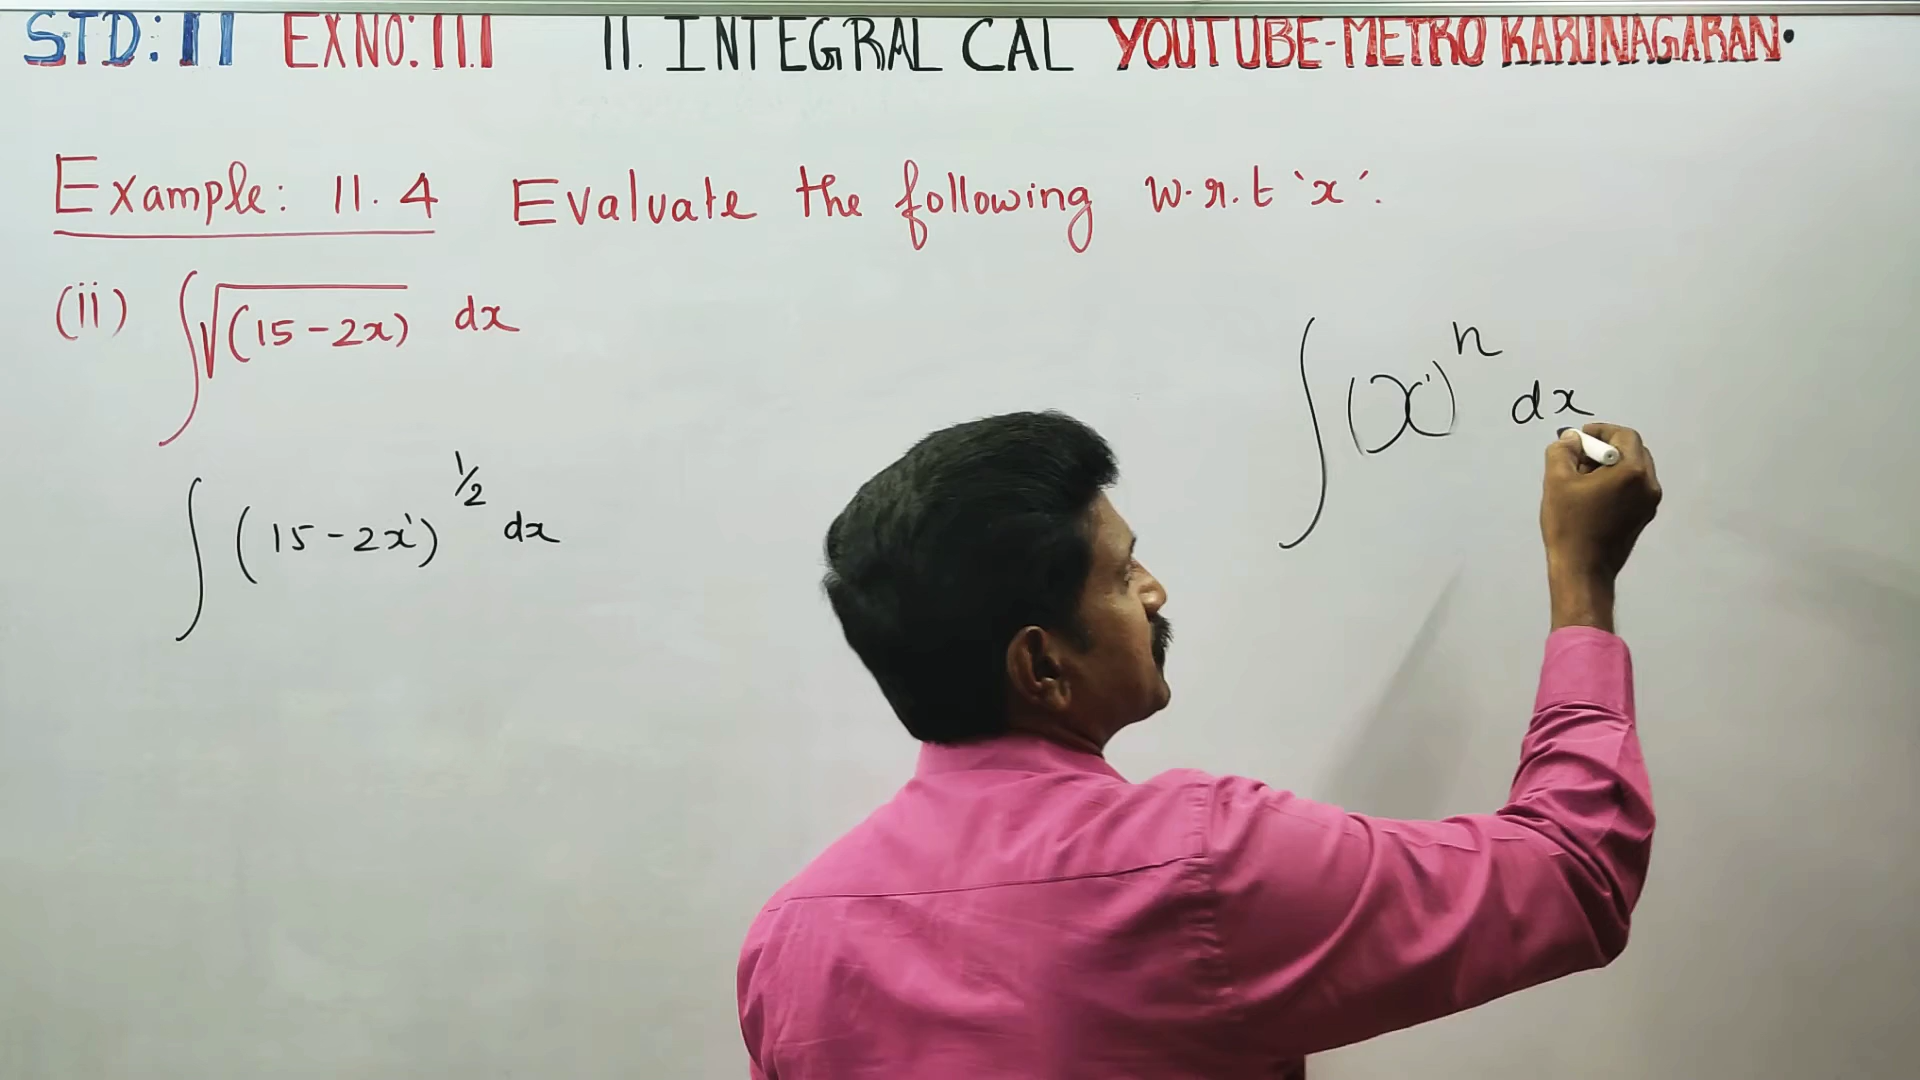 STD: 11 EXNO: 11.1 11. INTEGRAL CAL YOUTUBE-METRO KARUNAGARAN.
Example: 11.4 Evaluate the following w.r.t 'x'.
(ii) ∫√(15-2x) dx
∫(15-2x)^1/2 dx
∫(x)^n dx